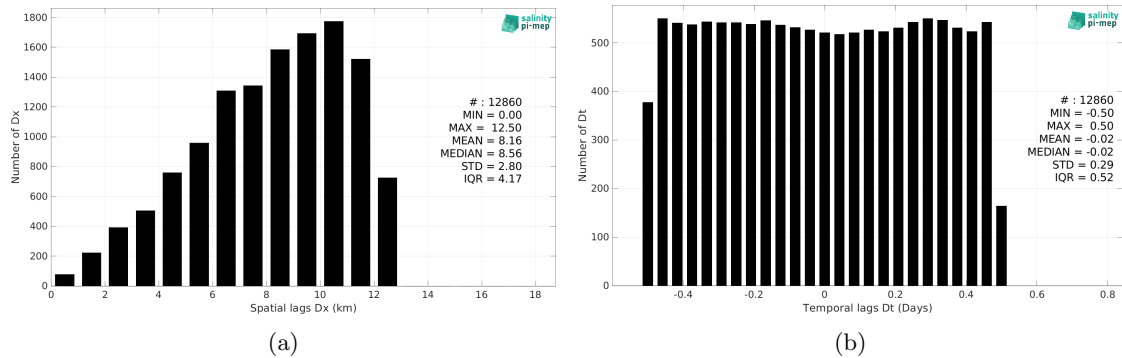 salinity
pi-mep
1800
1600
1400
1200
1000
800
600
400
200
0
Number of Dx
# : 12860
MIN = 0.00
MAX = 12.50
MEAN = 8.16
MEDIAN = 8.56
STD = 2.80
IQR = 4.17
0 2 4 6 8 10 12 14 16 18
Spatial lags Dx (km)
(a)
salinity
pi-mep
500
400
300
200
100
0
Number of Dt
# : 12860
MIN = -0.50
MAX = 0.50
MEAN = -0.02
MEDIAN = -0.02
STD = 0.29
IQR = 0.52
-0.4 -0.2 0 0.2 0.4 0.6 0.8
Temporal lags Dt (Days)
(b)